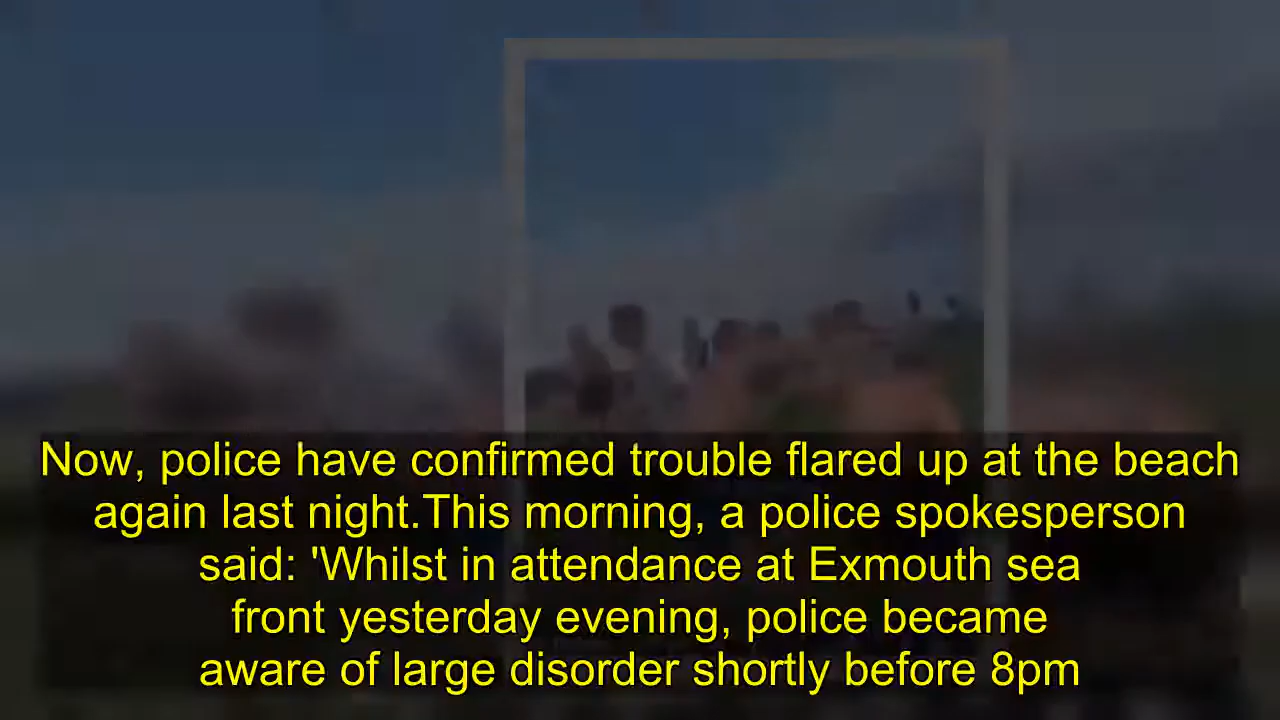 Now, police have confirmed trouble flared up at the beach
again last night.This morning, a police spokesperson
said: 'Whilst in attendance at Exmouth sea
front yesterday evening, police became
aware of large disorder shortly before 8pm